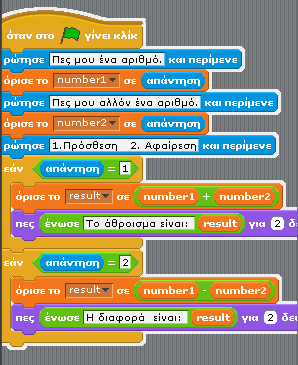 όταν στο γίνει κλίκ
ρώτησε Πες μου ένα αριθμό. και περίμενε
όρισε το number1 σε απάντηση
ρώτησε Πες μου αλλόν ένα αριθμό. και περίμενε
όρισε το number2 σε απάντηση
ρώτησε 1.Πρόσθεση 2. Αφαίρεση και περίμενε
εάν απάντηση = 1
όρισε το result σε number1 + number2
πες ένωσε Το άθροισμα είναι: result για 2 δε
εάν απάντηση = 2
όρισε το result σε number1 - number2
πες ένωσε Η διαφορά είναι: result για 2 δευ